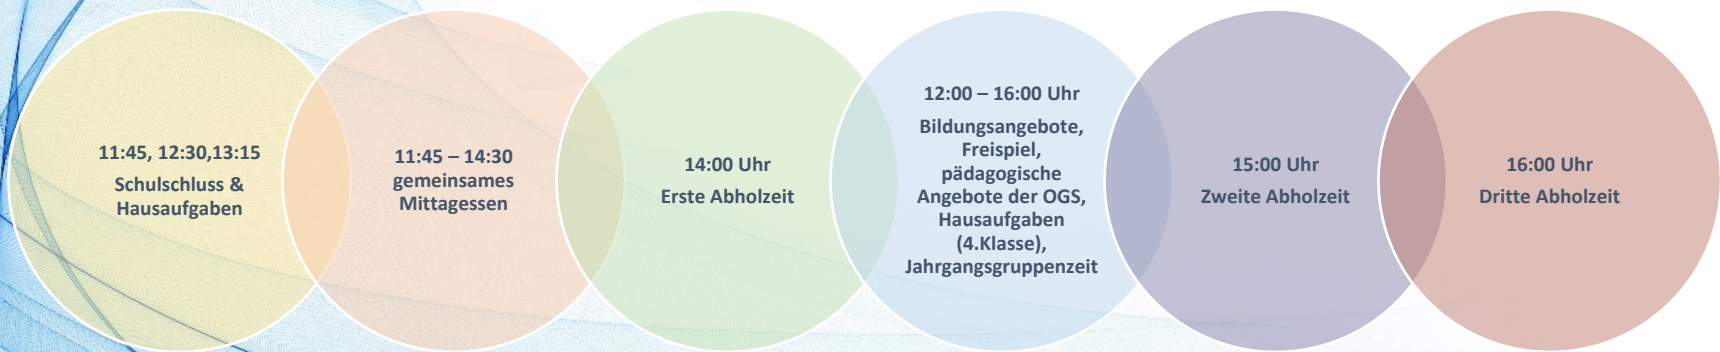 11:45, 12:30,13:15
Schulschluss &
Hausaufgaben
11:45 – 14:30
gemeinsames
Mittagessen
14:00 Uhr
Erste Abholzeit
12:00 – 16:00 Uhr
Bildungsangebote,
Freispiel,
pädagogische
Angebote der OGS,
Hausaufgaben
(4.Klasse),
Jahrgangsgruppenzeit
15:00 Uhr
Zweite Abholzeit
16:00 Uhr
Dritte Abholzeit